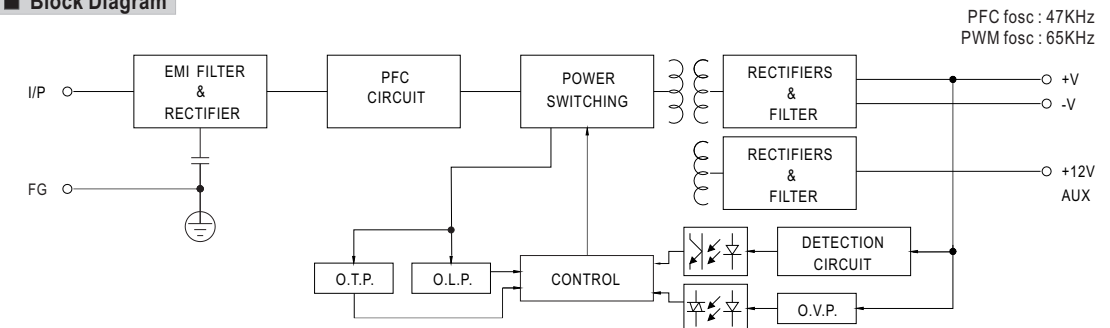 ■ Block Diagram
PFC fosc : 47KHz
PWM fosc : 65KHz
I/P
EMI FILTER
&
RECTIFIER
PFC
CIRCUIT
POWER
SWITCHING
RECTIFIERS
&
FILTER
+V
-V
RECTIFIERS
&
FILTER
+12V
AUX
FG
DETECTION
CIRCUIT
O.T.P.
O.L.P.
CONTROL
O.V.P.